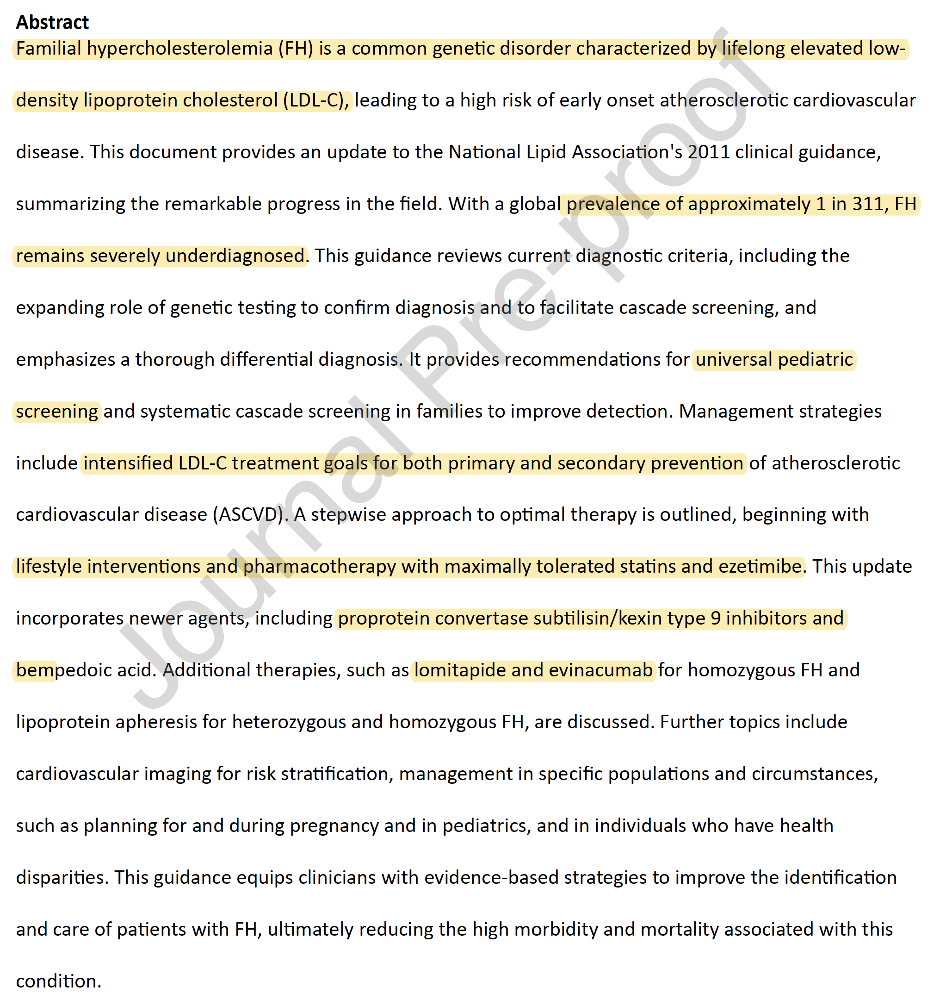 Abstract
Familial hypercholesterolemia (FH) is a common genetic disorder characterized by lifelong elevated low-
density lipoprotein cholesterol (LDL-C), leading to a high risk of early onset atherosclerotic cardiovascular
disease. This document provides an update to the National Lipid Association's 2011 clinical guidance,
summarizing the remarkable progress in the field. With a global prevalence of approximately 1 in 311, FH
remains severely underdiagnosed. This guidance reviews current diagnostic criteria, including the
expanding role of genetic testing to confirm diagnosis and to facilitate cascade screening, and
emphasizes a thorough differential diagnosis. It provides recommendations for universal pediatric
screening and systematic cascade screening in families to improve detection. Management strategies
include intensified LDL-C treatment goals for both primary and secondary prevention of atherosclerotic
cardiovascular disease (ASCVD). A stepwise approach to optimal therapy is outlined, beginning with
lifestyle interventions and pharmacotherapy with maximally tolerated statins and ezetimibe. This update
incorporates newer agents, including proprotein convertase subtilisin/kexin type 9 inhibitors and
bempedoic acid. Additional therapies, such as lomitapide and evinacumab for homozygous FH and
lipoprotein apheresis for heterozygous and homozygous FH, are discussed. Further topics include
cardiovascular imaging for risk stratification, management in specific populations and circumstances,
such as planning for and during pregnancy and in pediatrics, and in individuals who have health
disparities. This guidance equips clinicians with evidence-based strategies to improve the identification
and care of patients with FH, ultimately reducing the high morbidity and mortality associated with this
condition.
Journal Pre-proof